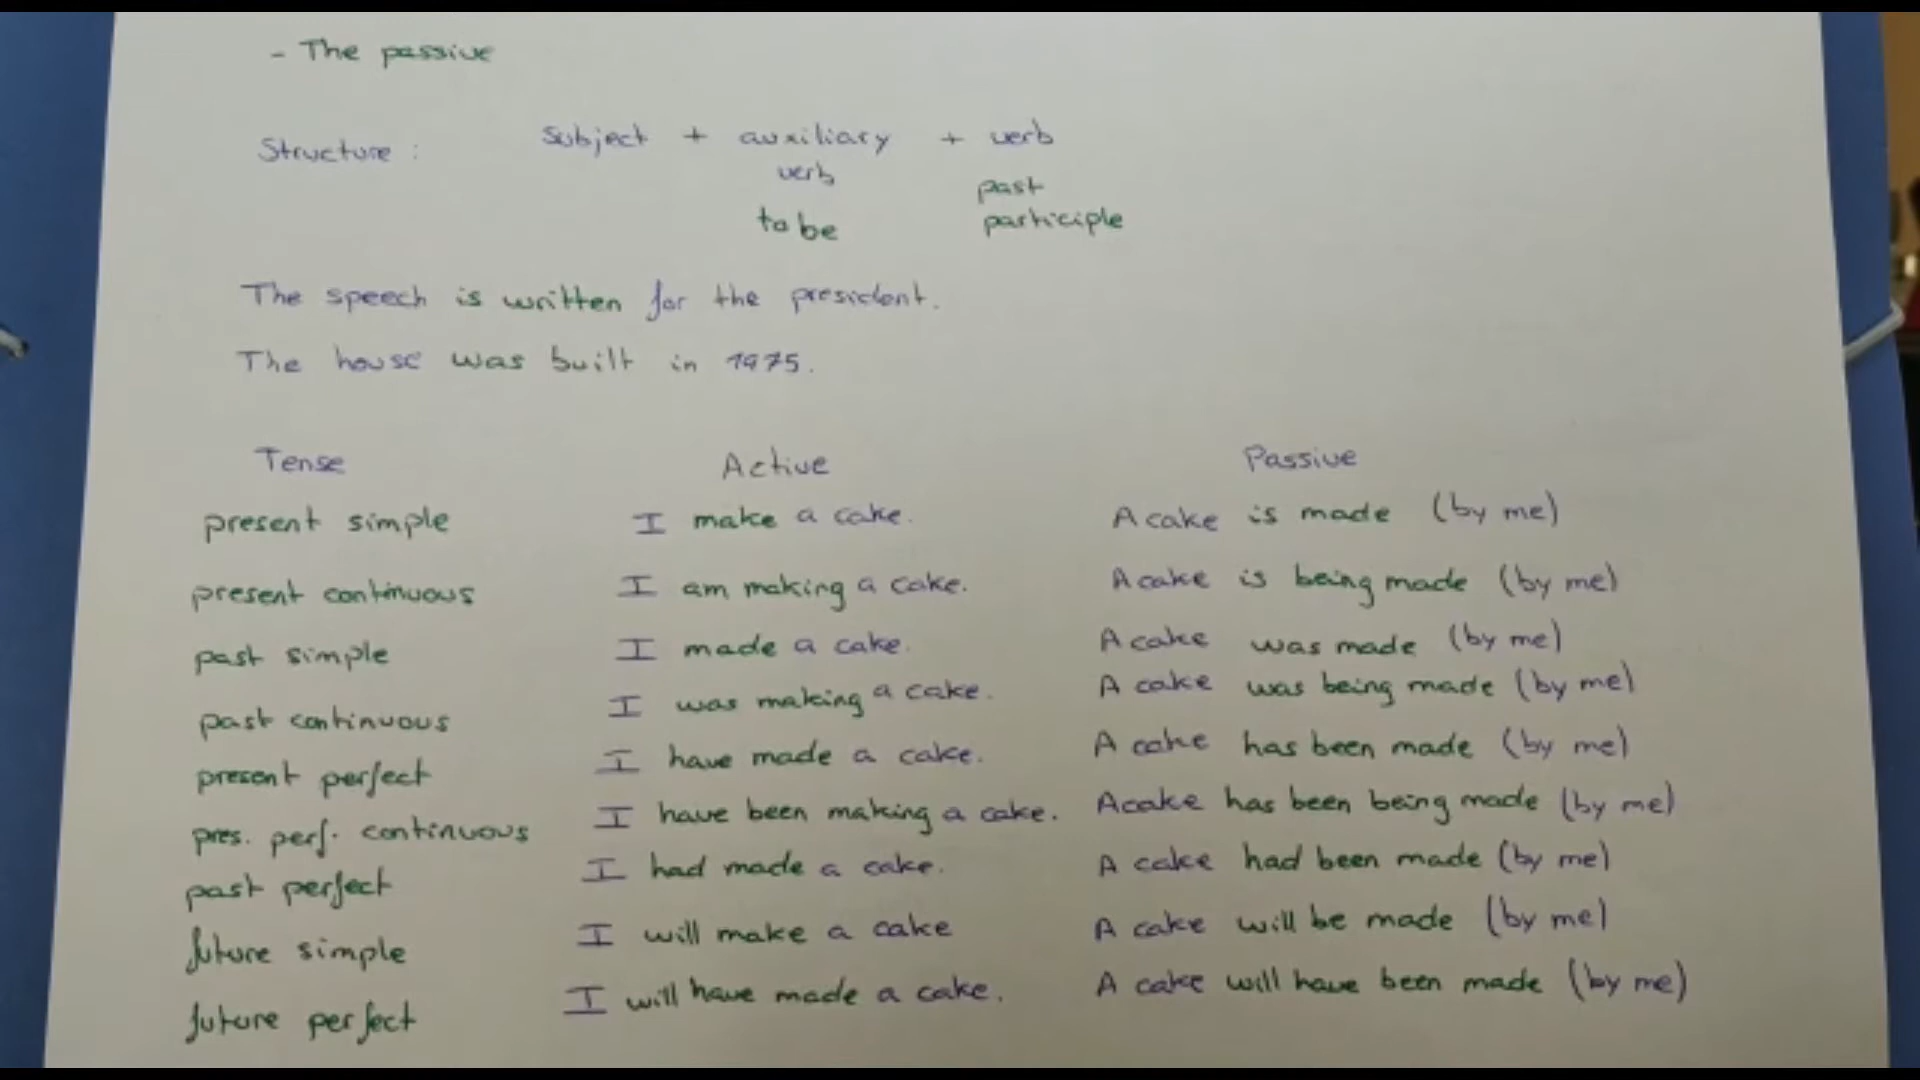 - The passive
Structure : Subject + auxiliary + verb
verb past
to be participle
The speech is written for the president.
The house was built in 1975.
Tense Active Passive
present simple I make a cake. A cake is made (by me)
present continuous I am making a cake. A cake is being made (by me)
past simple I made a cake. A cake was made (by me)
past continuous I was making a cake. A cake was being made (by me)
present perfect I have made a cake. A cake has been made (by me)
pres. perf. continuous I have been making a cake. A cake has been being made (by me)
past perfect I had made a cake. A cake had been made (by me)
future simple I will make a cake A cake will be made (by me)
future perfect I will have made a cake. A cake will have been made (by me)